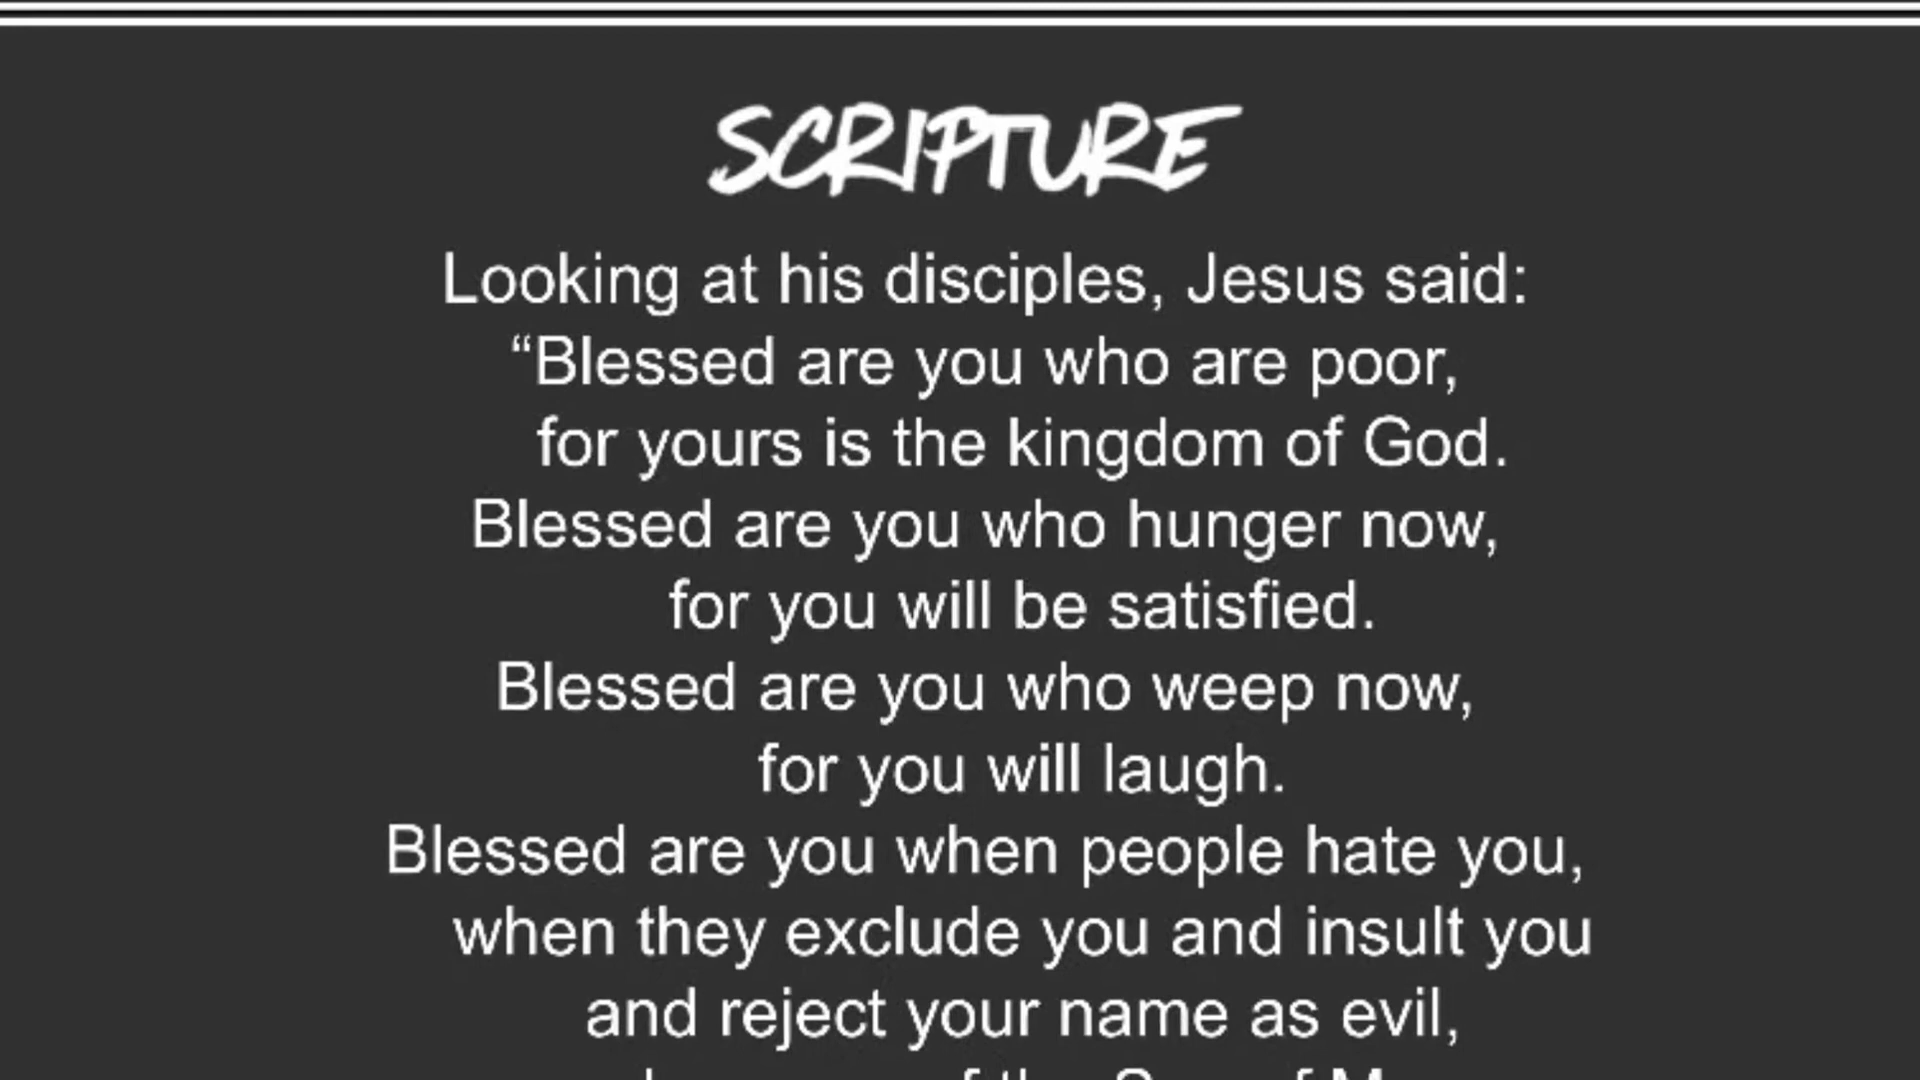 SCRIPTURE
Looking at his disciples, Jesus said:
“Blessed are you who are poor,
for yours is the kingdom of God.
Blessed are you who hunger now,
for you will be satisfied.
Blessed are you who weep now,
for you will laugh.
Blessed are you when people hate you,
when they exclude you and insult you
and reject your name as evil,